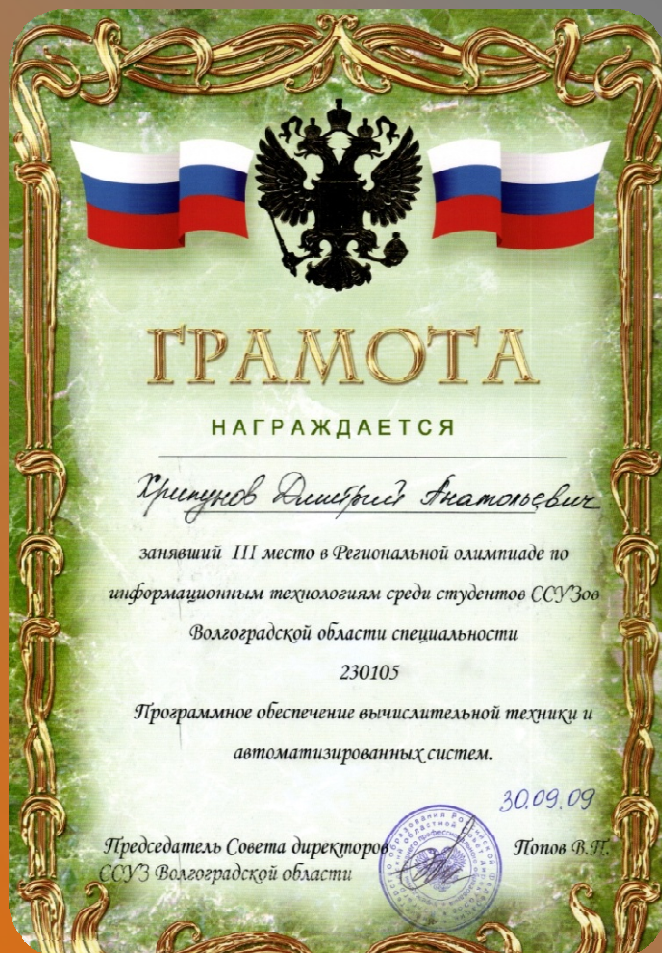 ГРАМОТА
НАГРАЖДАЕТСЯ
Хрипунов Дмитрий Анатольевич
занявший III место в Региональной олимпиаде по
информационным технологиям среди студентов ССУЗов
Волгоградской области специальности
230105
Программное обеспечение вычислительной техники и
автоматизированных систем.
30.09.09
Председатель Совета директоров Попов В.П.
ССУЗ Волгоградской области